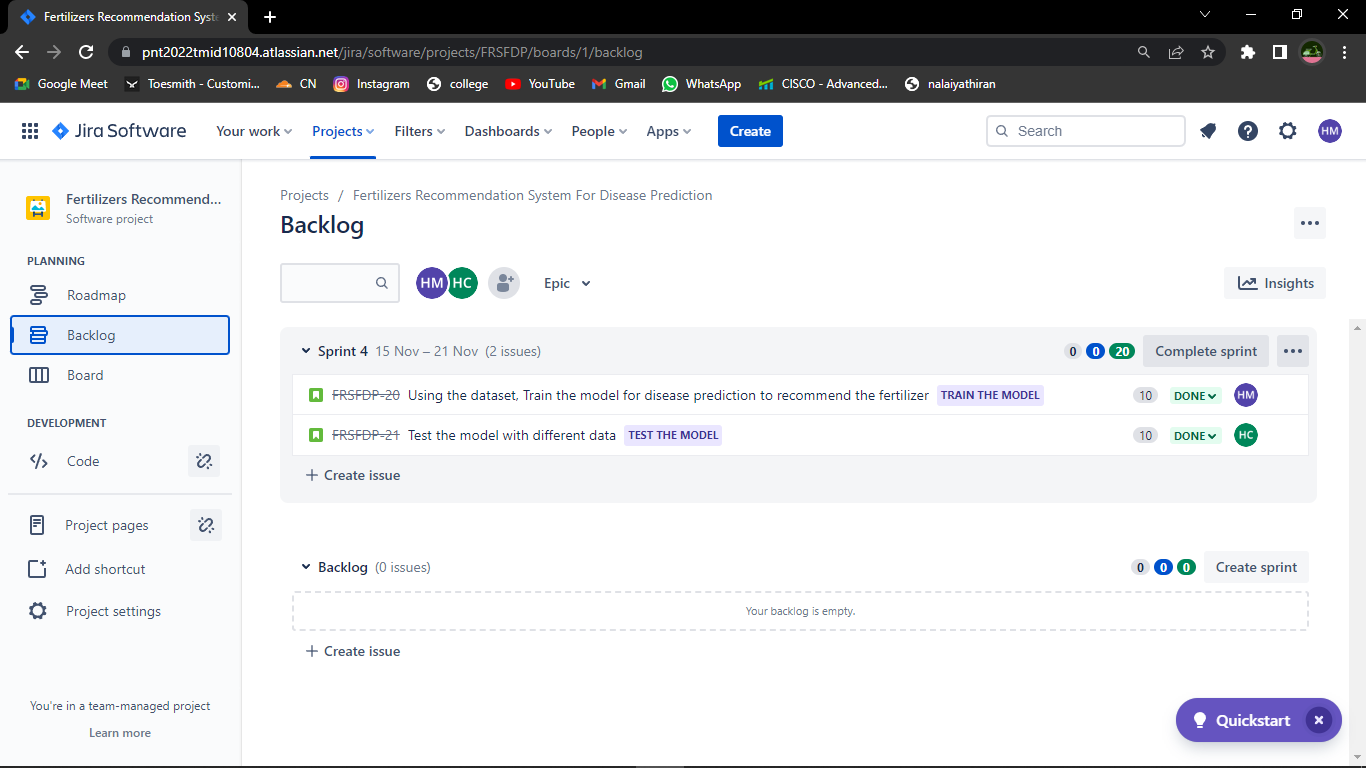 Fertilizers Recommendation Syste
pnt2022tmid10804.atlassian.net/jira/software/projects/FRSFDP/boards/1/backlog
Google Meet Toesmith - Customi... CN Instagram college YouTube Gmail WhatsApp CISCO - Advanced... nalaiyathiran
Jira Software Your work Projects Filters Dashboards People Apps Create Search HM
Fertilizers Recommend...
Software project
PLANNING
Roadmap
Backlog
Board
DEVELOPMENT
Code
Project pages
Add shortcut
Project settings
You're in a team-managed project
Learn more
Projects / Fertilizers Recommendation System For Disease Prediction
Backlog
HM HC Epic Insights
Sprint 4 15 Nov – 21 Nov (2 issues) 0 0 20 Complete sprint
FRSFDP-20 Using the dataset, Train the model for disease prediction to recommend the fertilizer TRAIN THE MODEL 10 DONE HM
FRSFDP-21 Test the model with different data TEST THE MODEL 10 DONE HC
+ Create issue
Backlog (0 issues) 0 0 0 Create sprint
Your backlog is empty.
+ Create issue
Quickstart